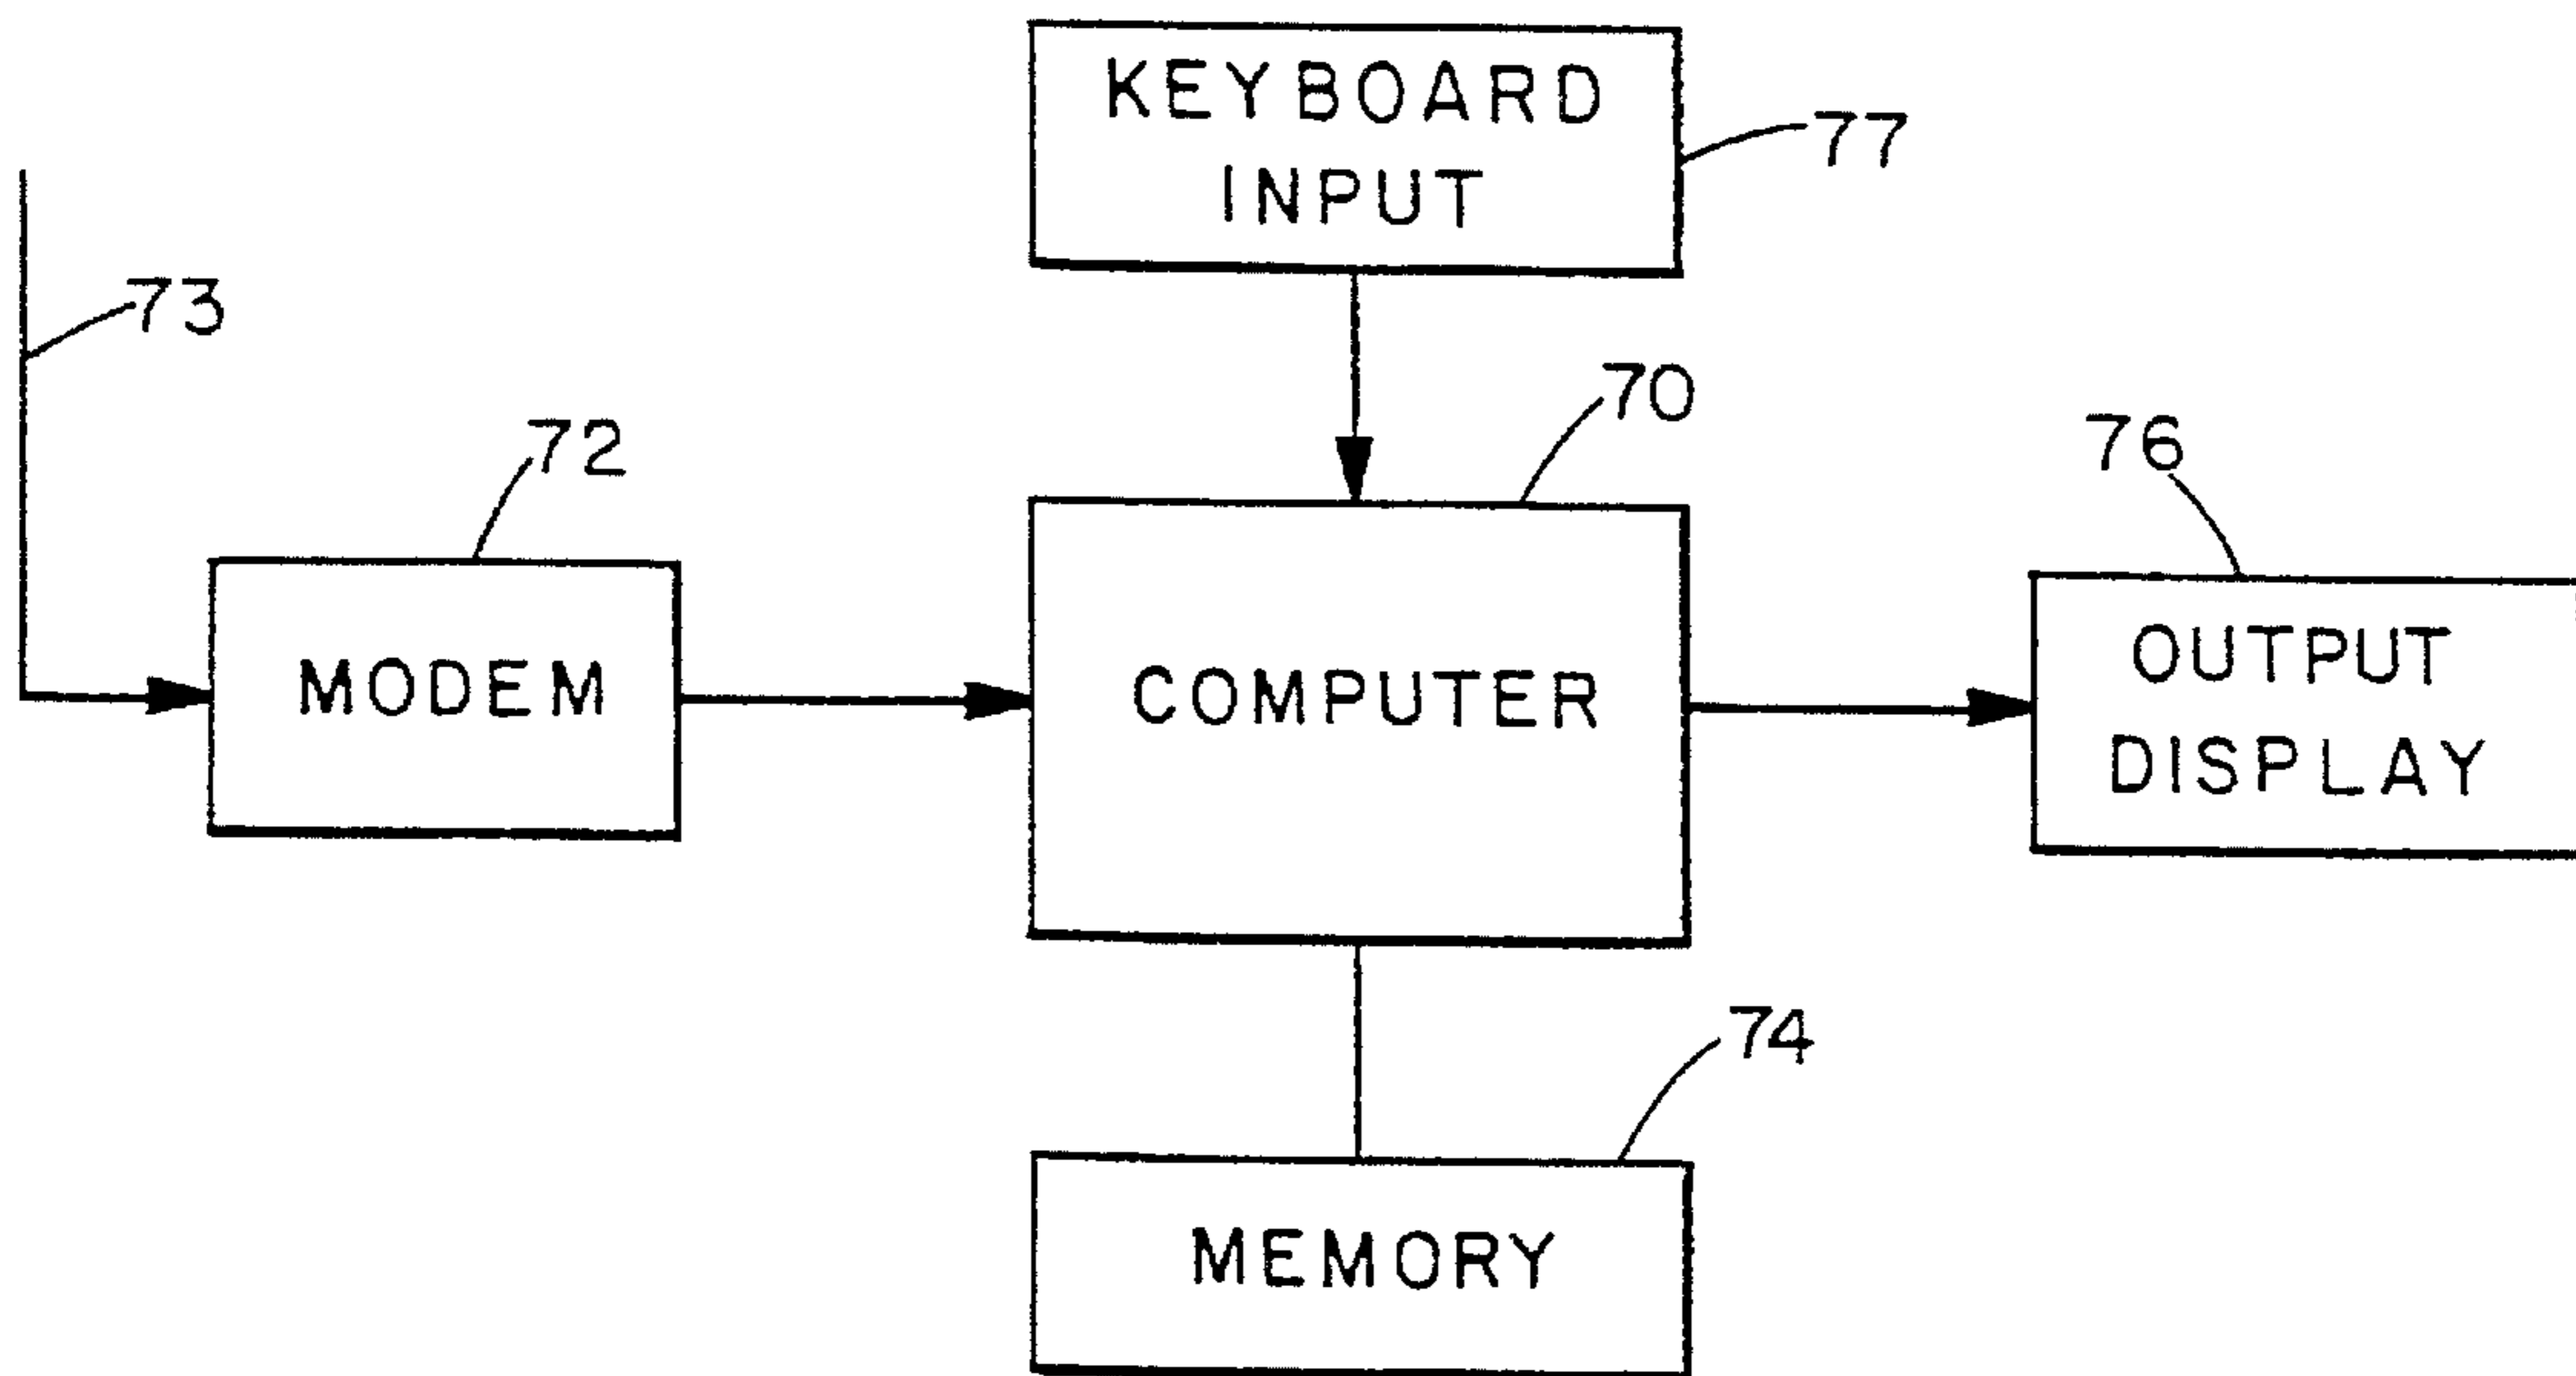 KEYBOARD
INPUT
77
73
70
72
76
MODEM
COMPUTER
OUTPUT
DISPLAY
74
MEMORY